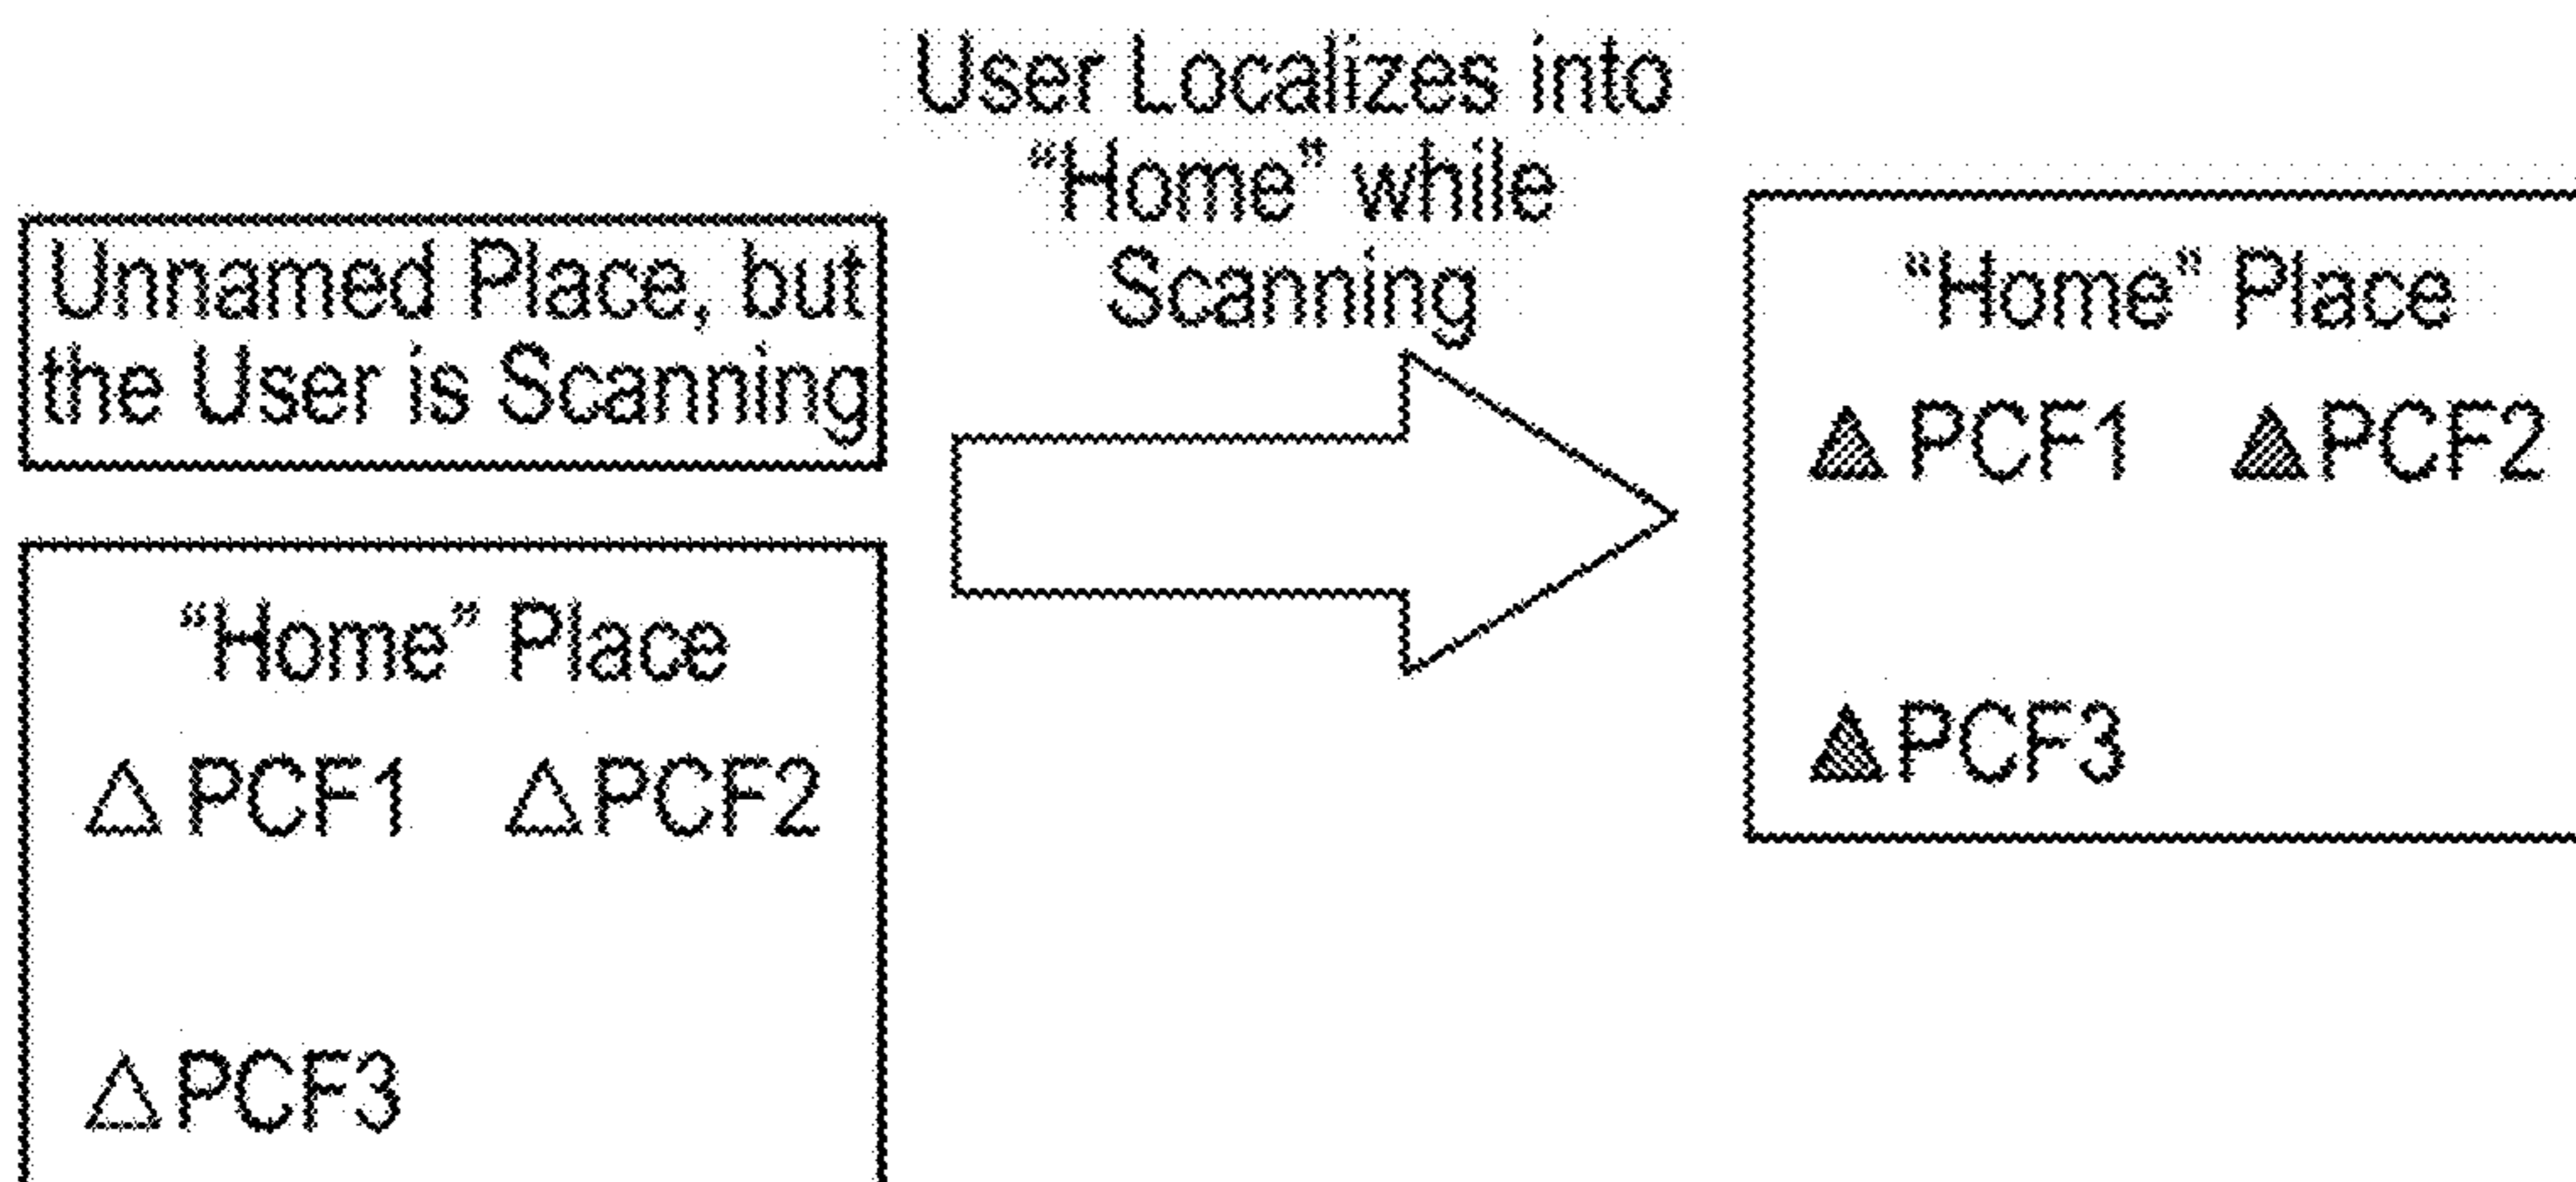 User Localizes into
“Home” while
Scanning
Unnamed Place, but
the User is Scanning
“Home” Place
PCF1 PCF2
PCF3
“Home” Place
PCF1 PCF2
PCF3